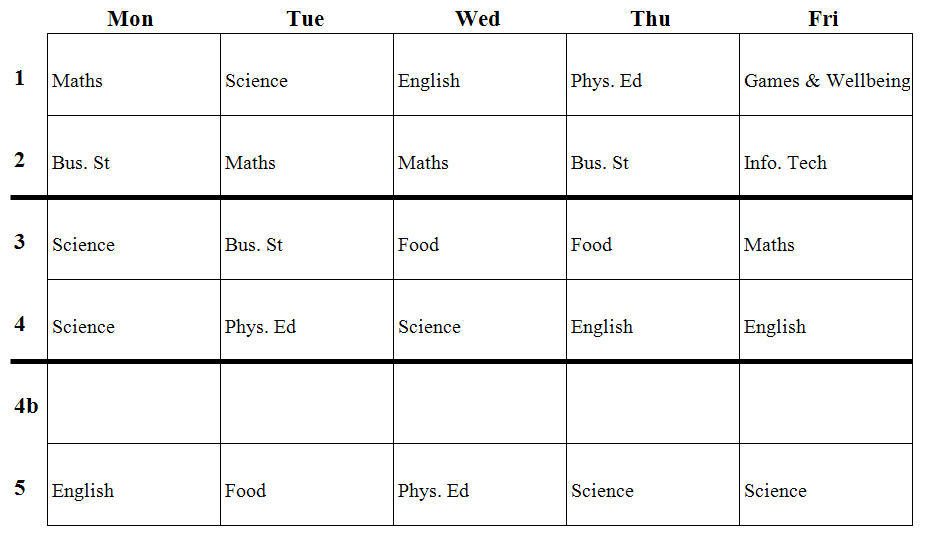 Mon Tue Wed Thu Fri
1 Maths Science English Phys. Ed Games & Wellbeing
2 Bus. St Maths Maths Bus. St Info. Tech
3 Science Bus. St Food Food Maths
4 Science Phys. Ed Science English English
4b
5 English Food Phys. Ed Science Science